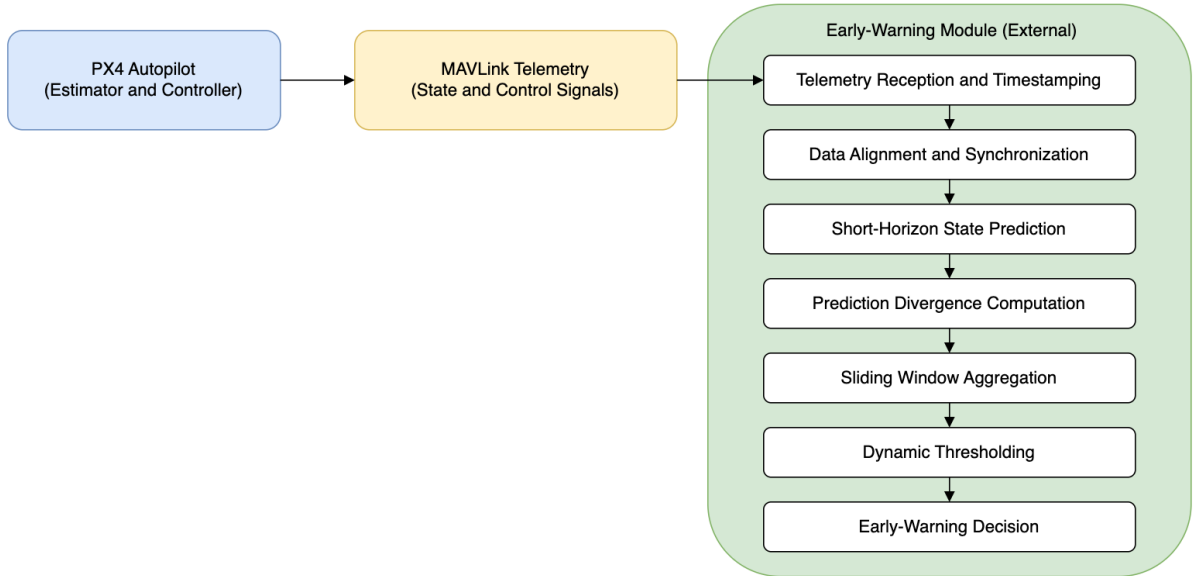 PX4 Autopilot
(Estimator and Controller)
MAVLink Telemetry
(State and Control Signals)
Early-Warning Module (External)
Telemetry Reception and Timestamping
Data Alignment and Synchronization
Short-Horizon State Prediction
Prediction Divergence Computation
Sliding Window Aggregation
Dynamic Thresholding
Early-Warning Decision